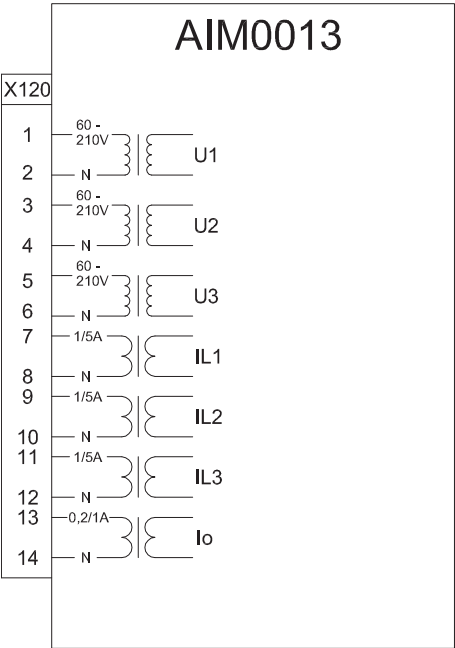 AIM0013
X120
1 60 -
210V
U1
2 N
3 60 -
210V
U2
4 N
5 60 -
210V
U3
6 N
7 1/5A
IL1
8 N
9 1/5A
IL2
10 N
11 1/5A
IL3
12 N
13 0,2/1A
Io
14 N